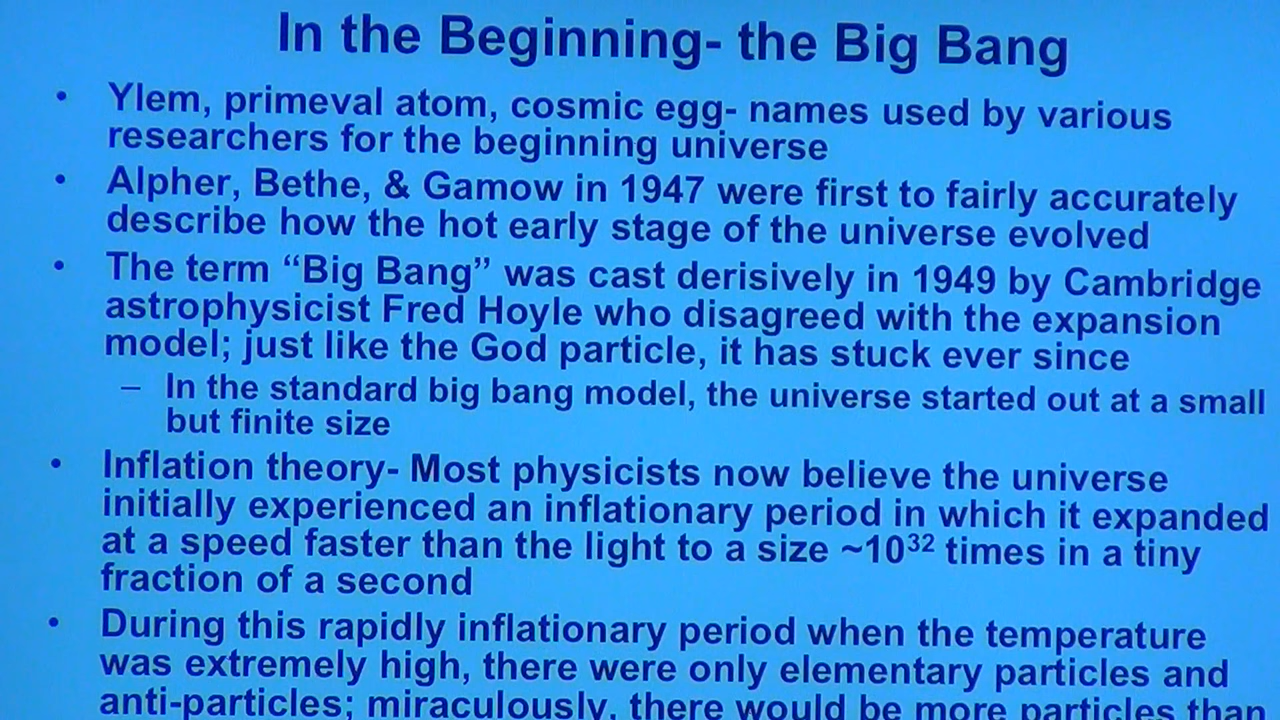 In the Beginning- the Big Bang
• Ylem, primeval atom, cosmic egg- names used by various
researchers for the beginning universe
• Alpher, Bethe, & Gamow in 1947 were first to fairly accurately
describe how the hot early stage of the universe evolved
• The term “Big Bang” was cast derisively in 1949 by Cambridge
astrophysicist Fred Hoyle who disagreed with the expansion
model; just like the God particle, it has stuck ever since
– In the standard big bang model, the universe started out at a small
but finite size
• Inflation theory- Most physicists now believe the universe
initially experienced an inflationary period in which it expanded
at a speed faster than the light to a size ~10³² times in a tiny
fraction of a second
• During this rapidly inflationary period when the temperature
was extremely high, there were only elementary particles and
anti-particles; miraculously, there would be more particles than